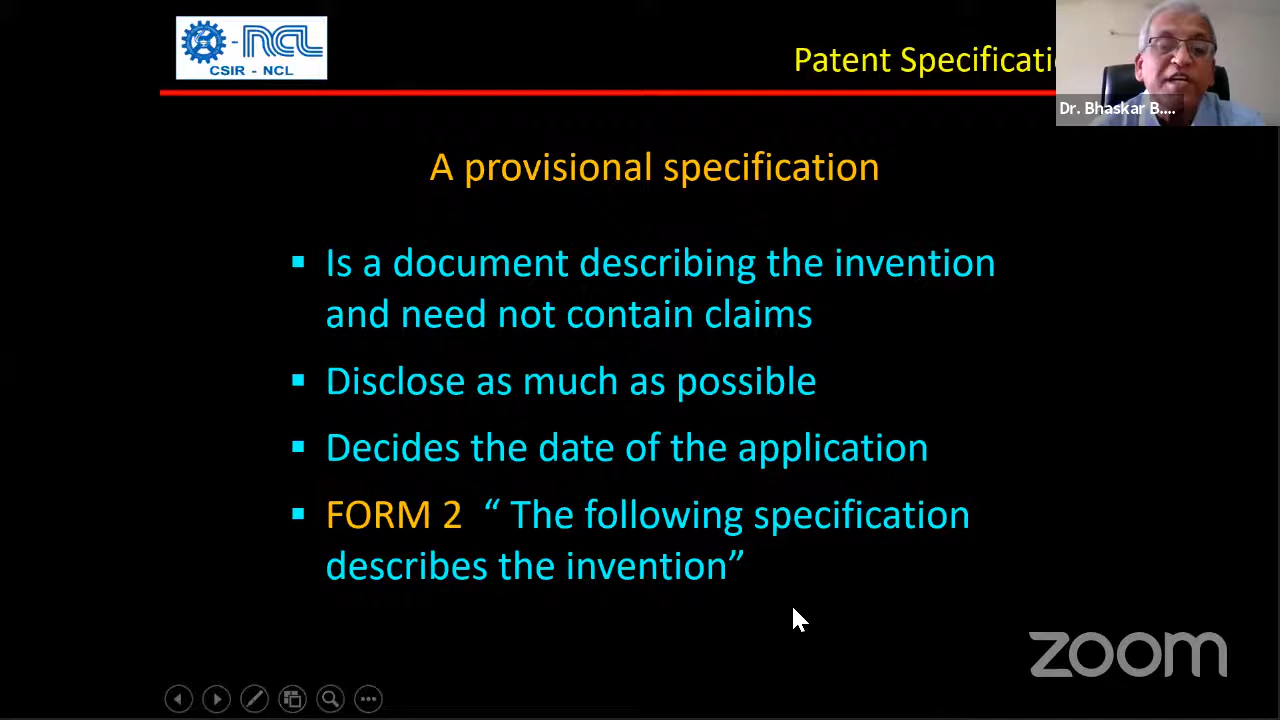 NCL
CSIR - NCL
Patent Specificati
Dr. Bhaskar B....
A provisional specification
▪ Is a document describing the invention
and need not contain claims
▪ Disclose as much as possible
▪ Decides the date of the application
▪ FORM 2 “ The following specification
describes the invention”
zoom